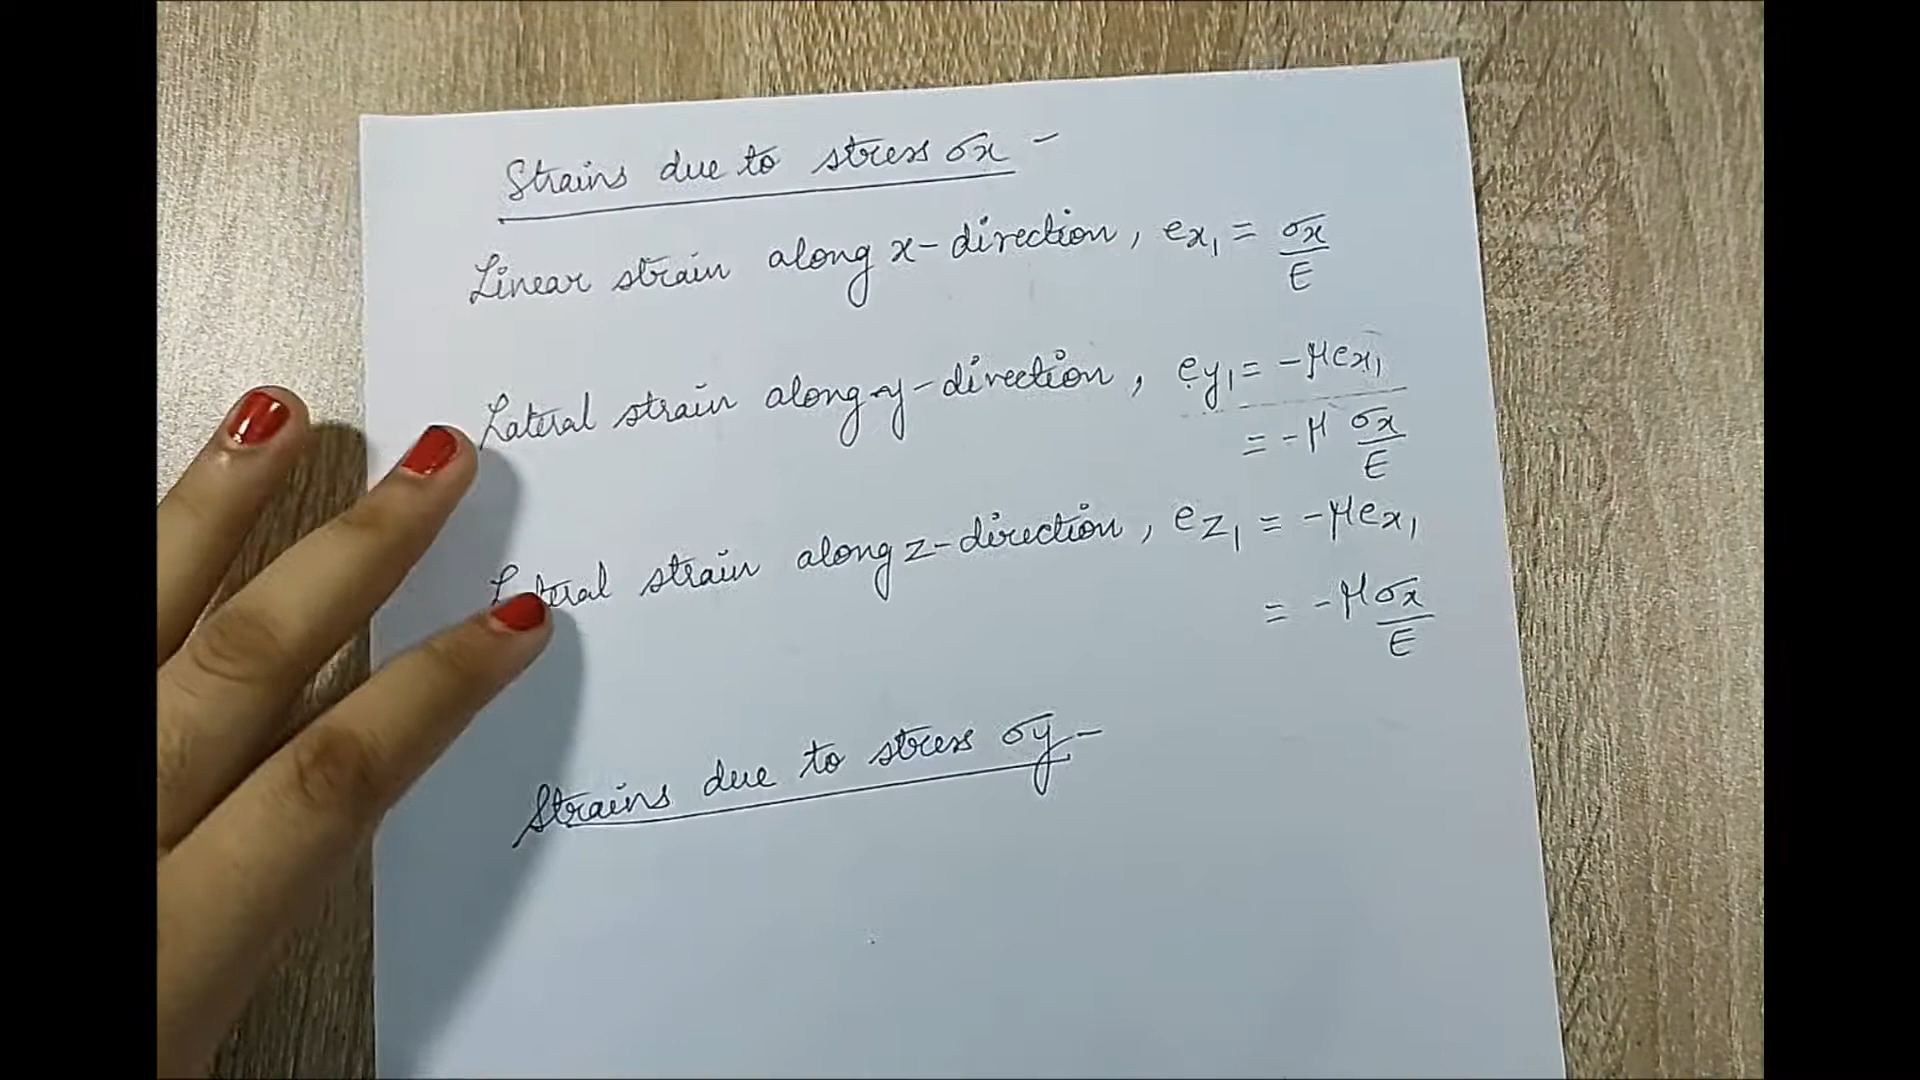 Strains due to stress σx -
Linear strain along x-direction, ex₁ = σx/E
Lateral strain along y-direction, ey₁ = -μex₁
= -μ σx/E
Lateral strain along z-direction, ez₁ = -μex₁
= -μσx/E
Strains due to stress σy -